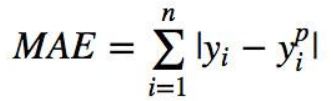 MAE = \sum_{i=1}^{n} |y_i - y_i^p|